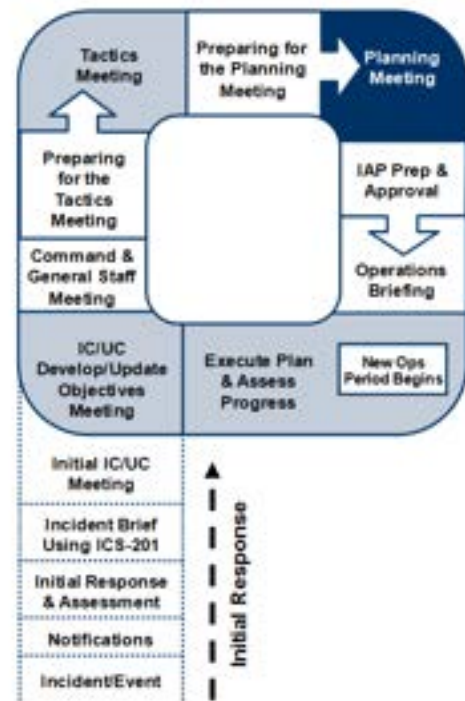 Tactics
Meeting
Preparing for
the Planning
Meeting
Planning
Meeting
Preparing
for the
Tactics
Meeting
IAP Prep &
Approval
Command &
General Staff
Meeting
Operations
Briefing
IC/UC
Develop/Update
Objectives
Meeting
Execute Plan
& Assess
Progress
New Ops
Period Begins
Initial IC/UC
Meeting
Incident Brief
Using ICS-201
Initial Response
& Assessment
Notifications
Incident/Event
Initial Response